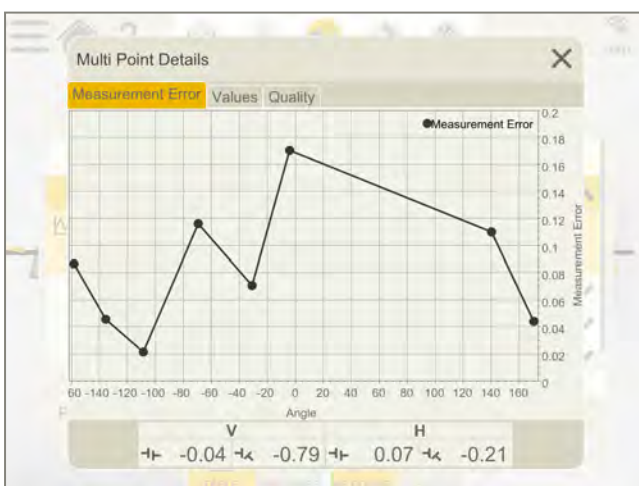 Multi Point Details
Measurement Error Values Quality
Measurement Error
0.2
0.18
0.16
0.14
0.12
0.1
0.08
0.06
0.04
0.02
0
Measurement Error
60 -140 -120 -100 -80 -60 -40 -20 0 20 40 60 80 100 120 140 160
Angle
V H
-0.04 -0.79 0.07 -0.21